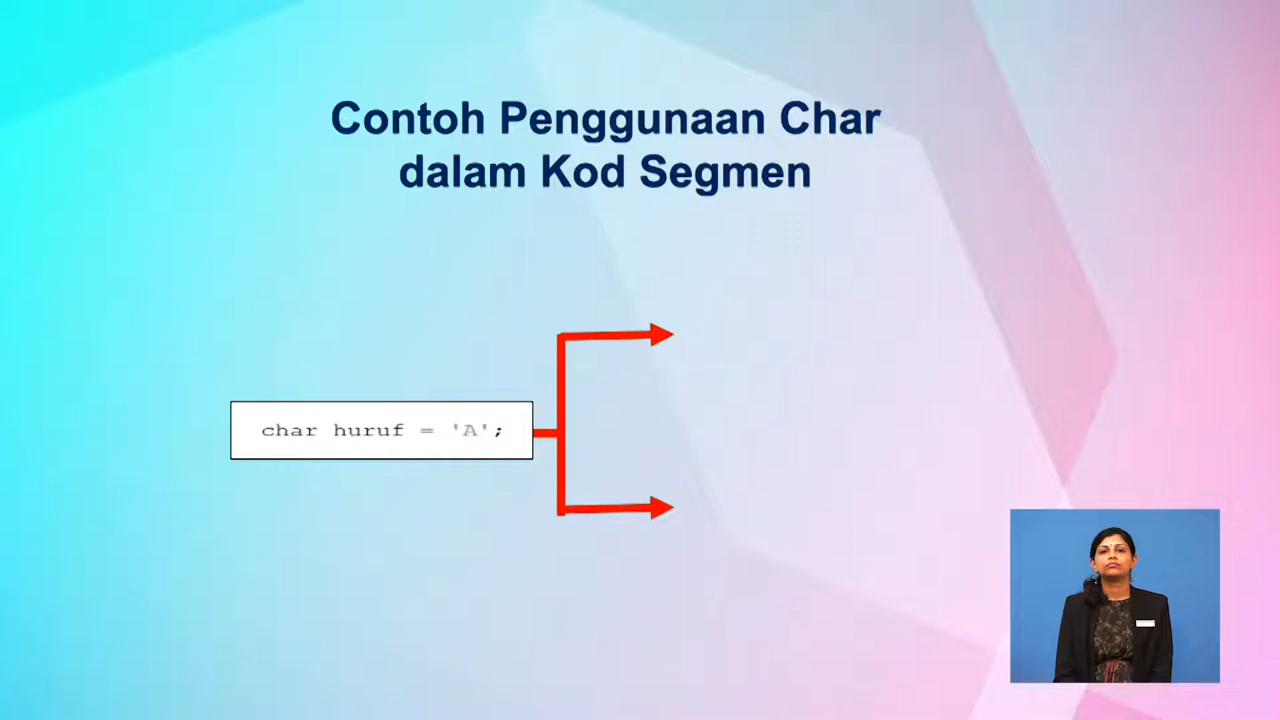 Contoh Penggunaan Char
dalam Kod Segmen
char huruf = 'A';